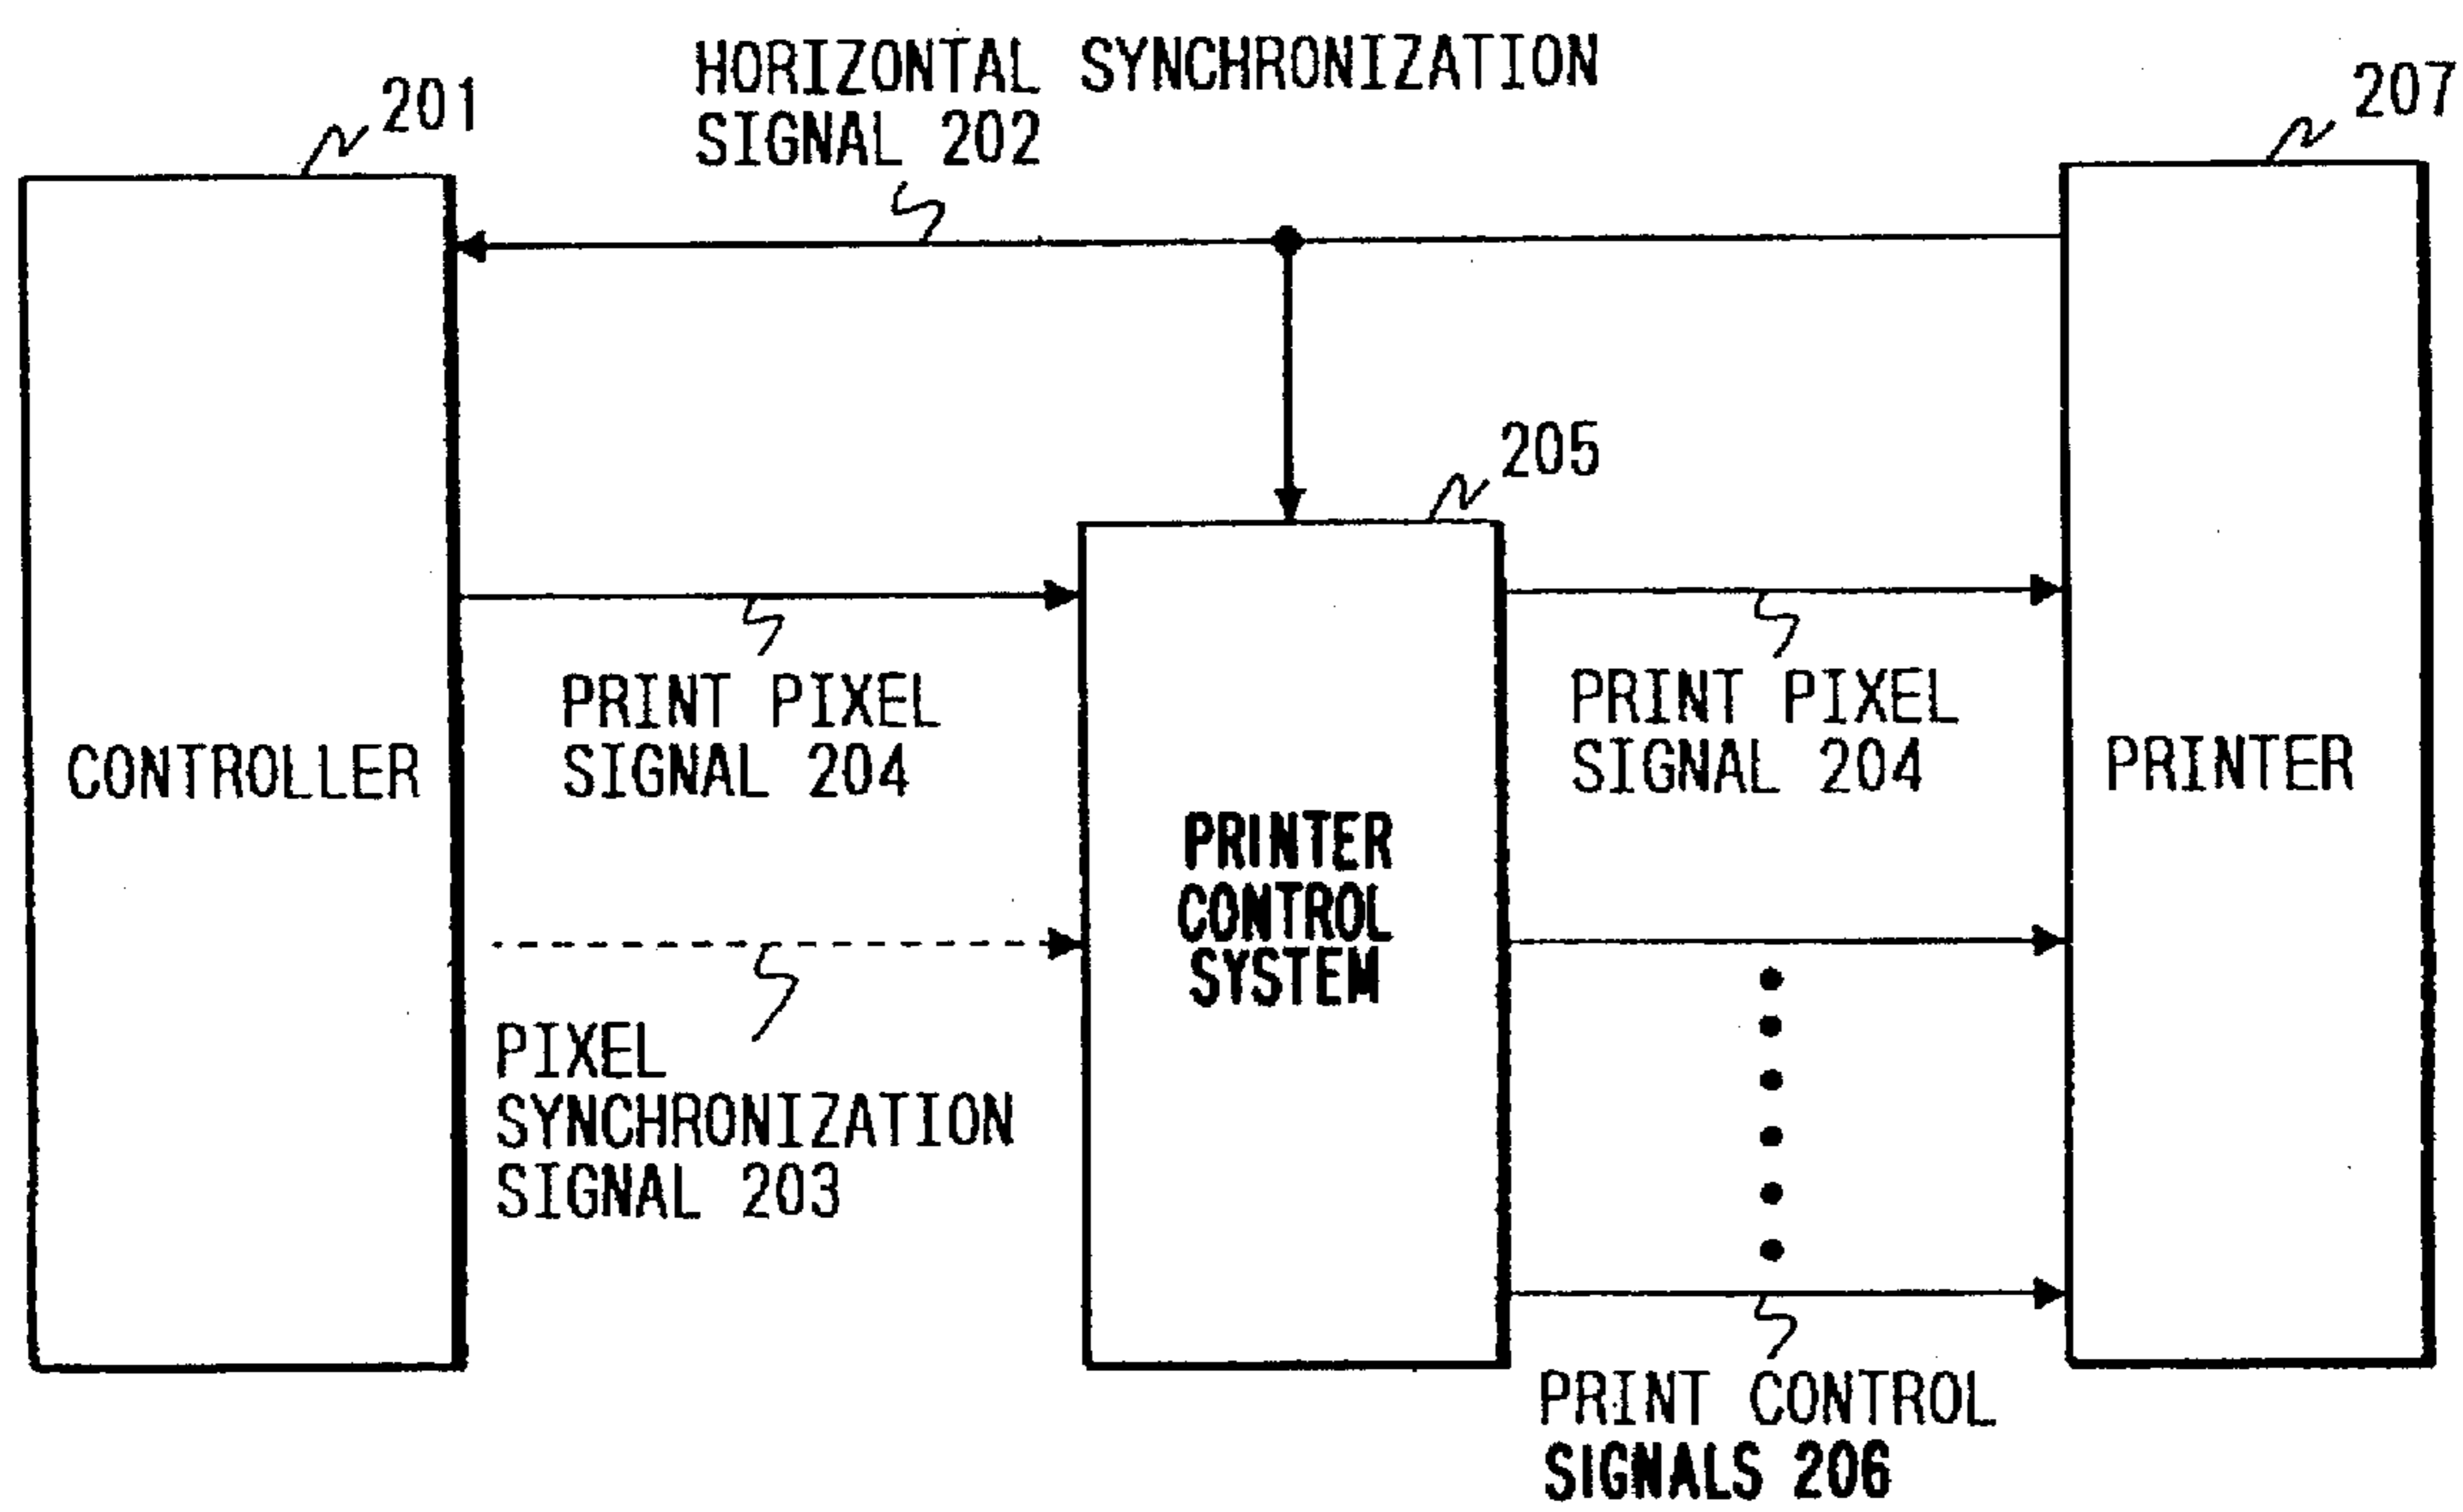 HORIZONTAL SYNCHRONIZATION
SIGNAL 202
201
207
205
PRINT PIXEL
SIGNAL 204
PRINT PIXEL
SIGNAL 204
CONTROLLER
PRINTER
PRINTER
CONTROL
SYSTEM
PIXEL
SYNCHRONIZATION
SIGNAL 203
PRINT CONTROL
SIGNALS 206